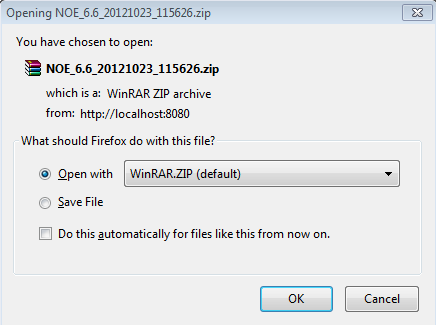 Opening NOE_6.6_20121023_115626.zip
You have chosen to open:
NOE_6.6_20121023_115626.zip
which is a: WinRAR ZIP archive
from: http://localhost:8080
What should Firefox do with this file?
Open with WinRAR.ZIP (default)
Save File
Do this automatically for files like this from now on.
OK Cancel